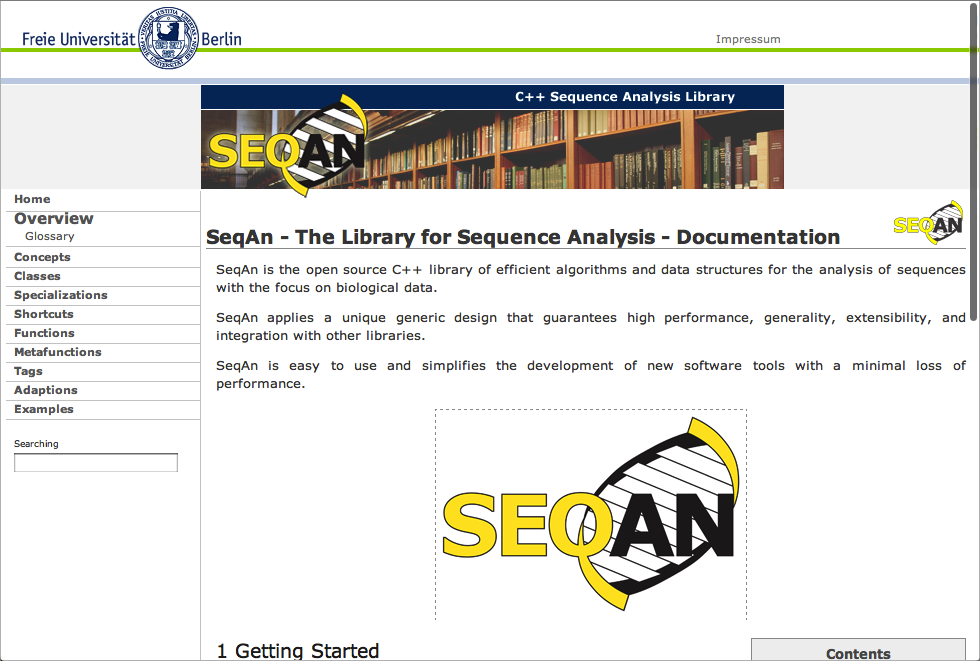 Freie Universität Berlin
Impressum
C++ Sequence Analysis Library
SEQAN
Home
Overview
Glossary
Concepts
Classes
Specializations
Shortcuts
Functions
Metafunctions
Tags
Adaptions
Examples
Searching
SEQAN
SeqAn - The Library for Sequence Analysis - Documentation
SeqAn is the open source C++ library of efficient algorithms and data structures for the analysis of sequences
with the focus on biological data.
SeqAn applies a unique generic design that guarantees high performance, generality, extensibility, and
integration with other libraries.
SeqAn is easy to use and simplifies the development of new software tools with a minimal loss of
performance.
SEQAN
1 Getting Started
Contents